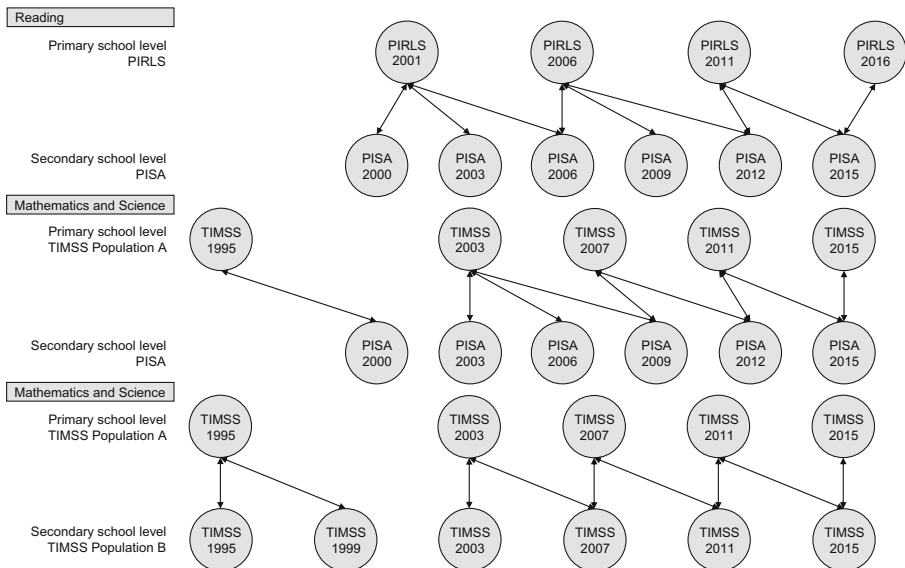 Reading
Primary school level
PIRLS
PIRLS
2001
PIRLS
2006
PIRLS
2011
PIRLS
2016
Secondary school level
PISA
PISA
2000
PISA
2003
PISA
2006
PISA
2009
PISA
2012
PISA
2015
Mathematics and Science
Primary school level
TIMSS Population A
TIMSS
1995
TIMSS
2003
TIMSS
2007
TIMSS
2011
TIMSS
2015
Secondary school level
PISA
PISA
2000
PISA
2003
PISA
2006
PISA
2009
PISA
2012
PISA
2015
Mathematics and Science
Primary school level
TIMSS Population A
TIMSS
1995
TIMSS
2003
TIMSS
2007
TIMSS
2011
TIMSS
2015
Secondary school level
TIMSS Population B
TIMSS
1995
TIMSS
1999
TIMSS
2003
TIMSS
2007
TIMSS
2011
TIMSS
2015